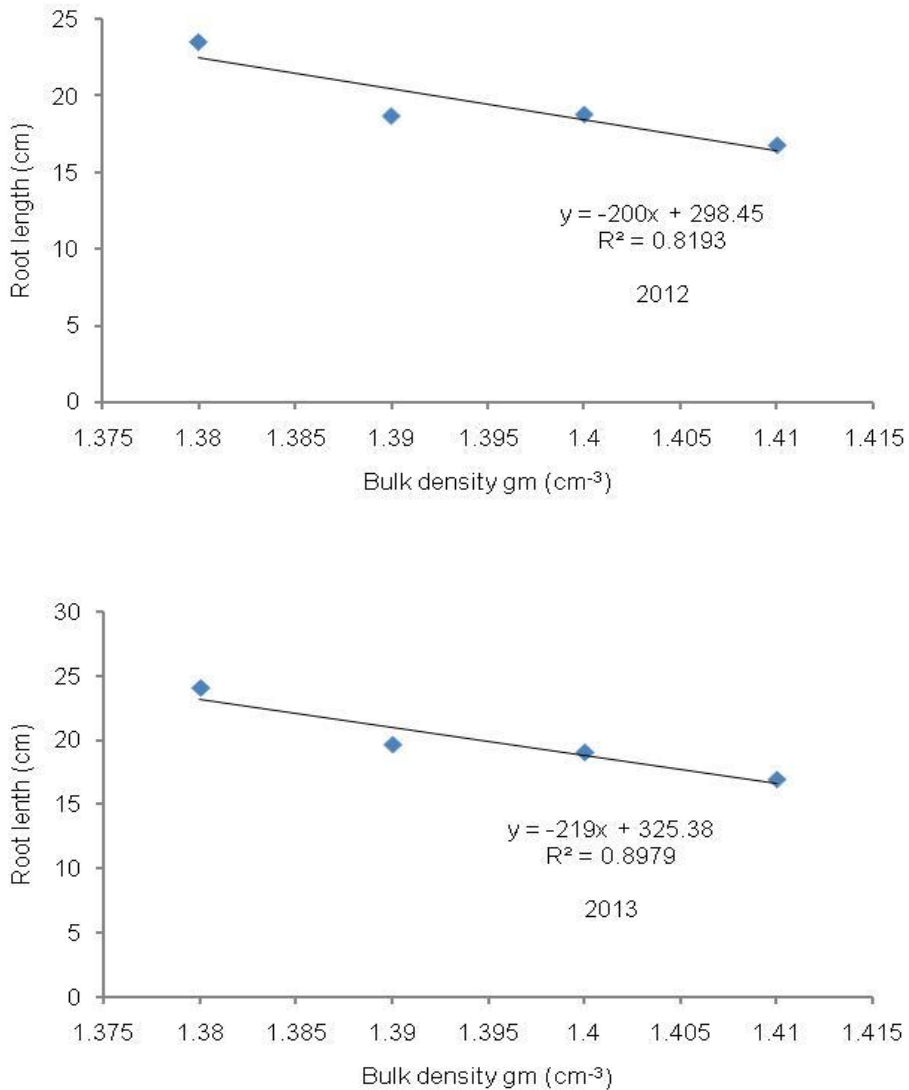 25
20
15
10
5
0
Root length (cm)
y = -200x + 298.45
R² = 0.8193
2012
1.375 1.38 1.385 1.39 1.395 1.4 1.405 1.41 1.415
Bulk density gm (cm⁻³)
30
25
20
15
10
5
0
Root lenth (cm)
y = -219x + 325.38
R² = 0.8979
2013
1.375 1.38 1.385 1.39 1.395 1.4 1.405 1.41 1.415
Bulk density gm (cm⁻³)